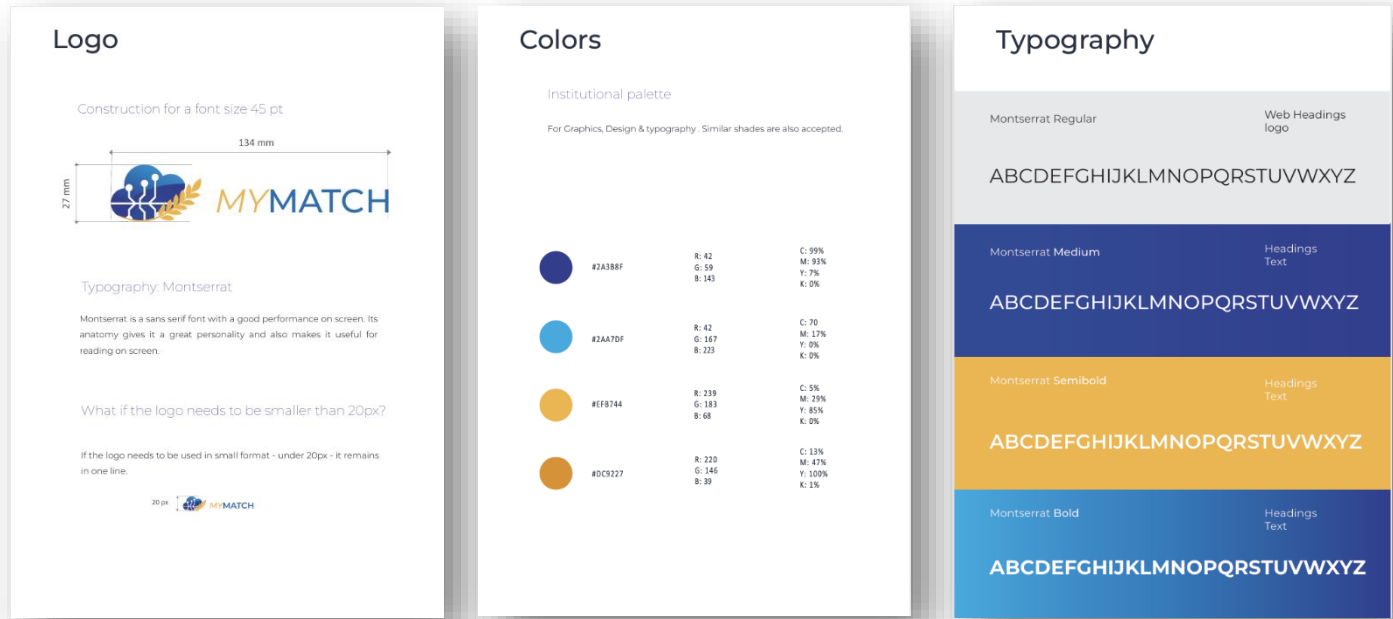 Logo
Construction for a font size 45 pt
134 mm
27 mm
MYMATCH
Typography: Montserrat
Montserrat is a sans serif font with a good performance on screen. Its
anatomy gives it a great personality and also makes it useful for
reading on screen.
What if the logo needs to be smaller than 20px?
If the logo needs to be used in small format - under 20px - it remains
in one line.
20 px
MYMATCH
Colors
Institutional palette
For Graphics, Design & typography . Similar shades are also accepted.
#2A3B8F
R: 42
G: 59
B: 143
C: 99%
M: 93%
Y: 7%
K: 0%
#2AA7DF
R: 42
G: 167
B: 223
C: 70
M: 17%
Y: 0%
K: 0%
#EFB744
R: 239
G: 183
B: 68
C: 5%
M: 29%
Y: 85%
K: 0%
#DC9227
R: 220
G: 146
B: 39
C: 13%
M: 47%
Y: 100%
K: 1%
Typography
Montserrat Regular
Web Headings
logo
ABCDEFGHIJKLMNOPQRSTUVWXYZ
Montserrat Medium
Headings
Text
ABCDEFGHIJKLMNOPQRSTUVWXYZ
Montserrat Semibold
Headings
Text
ABCDEFGHIJKLMNOPQRSTUVWXYZ
Montserrat Bold
Headings
Text
ABCDEFGHIJKLMNOPQRSTUVWXYZ